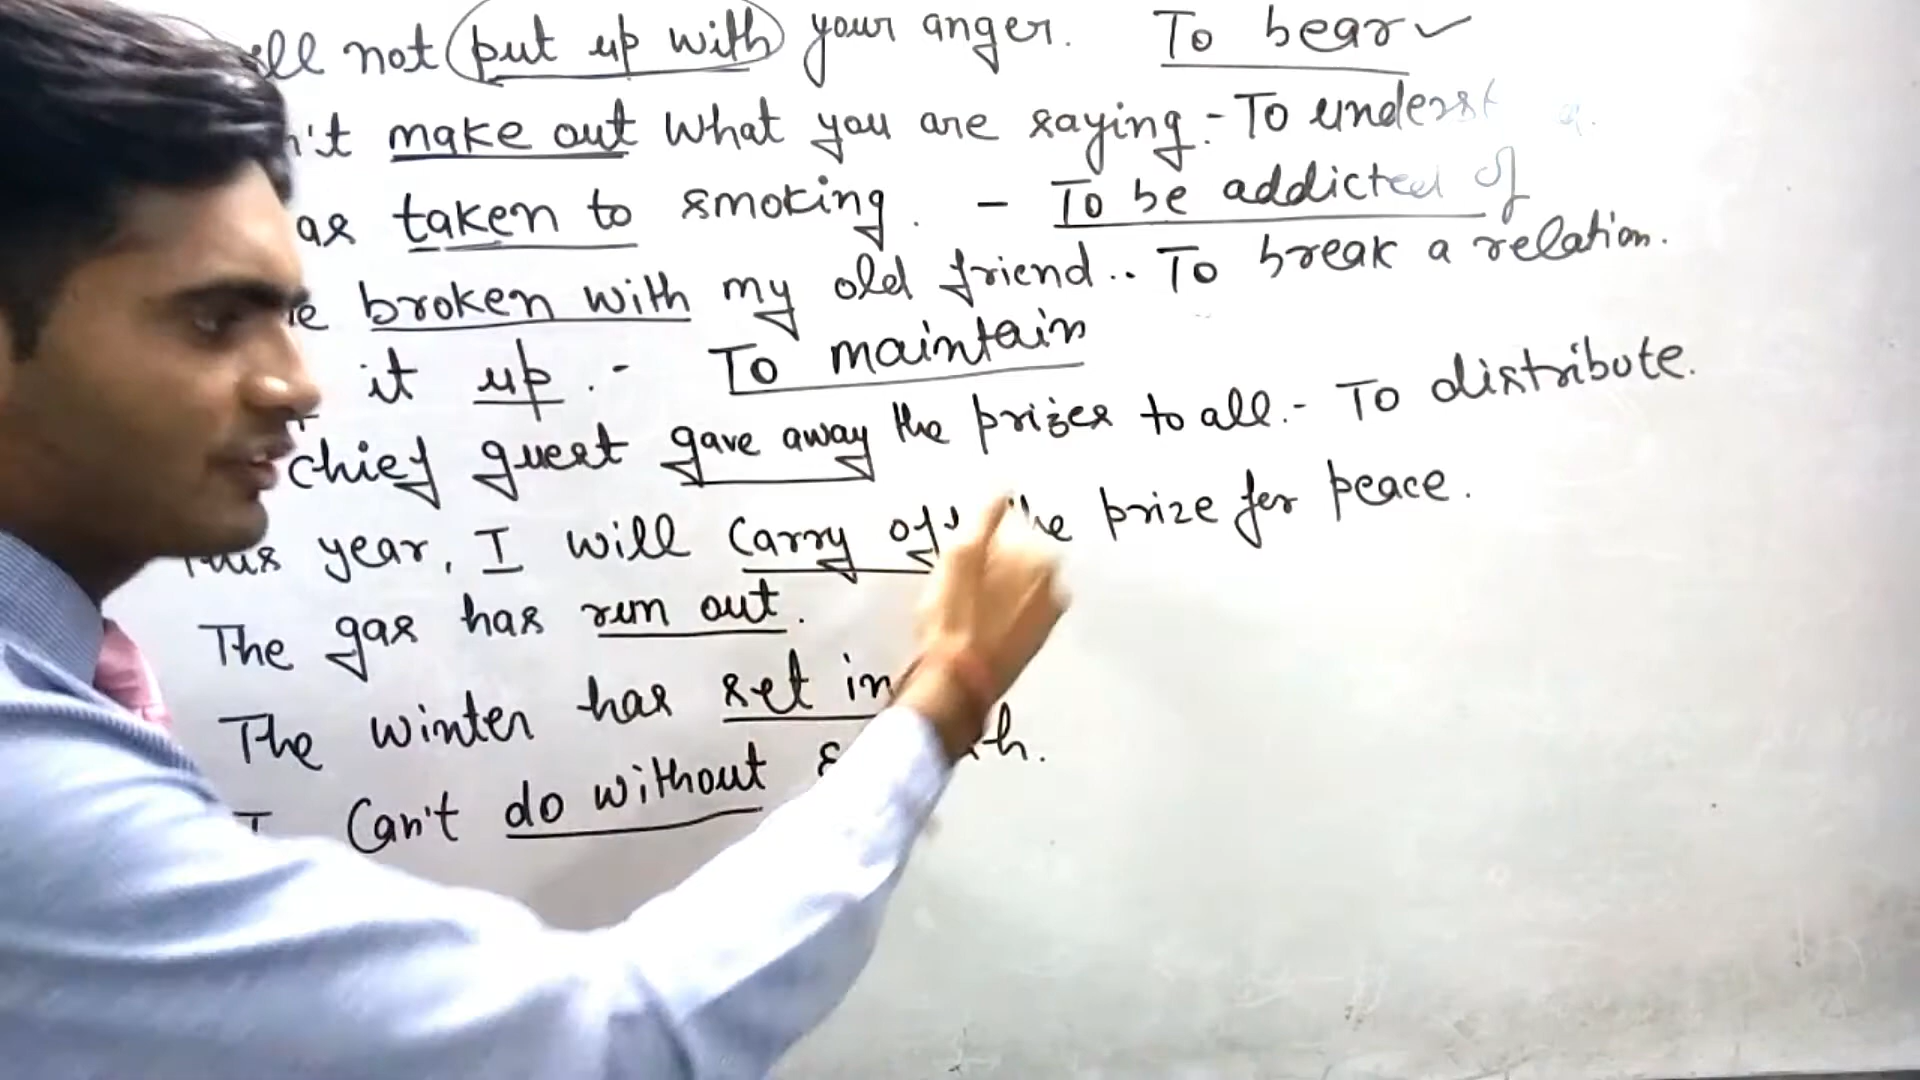 not put up with your anger. To bear ✓
make out what you are saying :- To underst
taken to smoking. - To be addicted of
broken with my old friend.. To break a relation.
it up .- To maintain
chief guest gave away the prizes to all.- To distribute.
This year, I will carry off the prize for peace.
The gas has run out.
The winter has set in
I can't do without